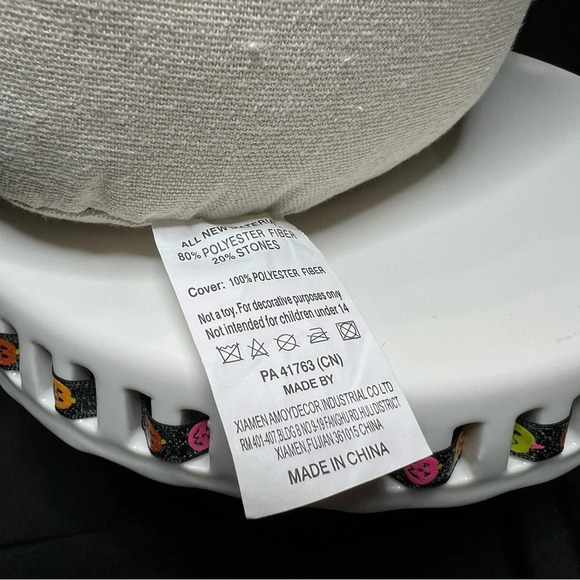 ALL NEW MATERIA
80% POLYESTER FIBER
20% STONES
Cover: 100% POLYESTER FIBER
Not a toy. For decorative purposes only
Not intended for children under 14
PA 41763 (CN)
MADE BY
XIAMEN AMOYDECOR INDUSTRIAL CO LTD
RM 401-407, BLDG B NO.9-19 FANGHU RD. HULI DISTRICT
XIAMEN, FUJIAN 361015 CHINA
MADE IN CHINA